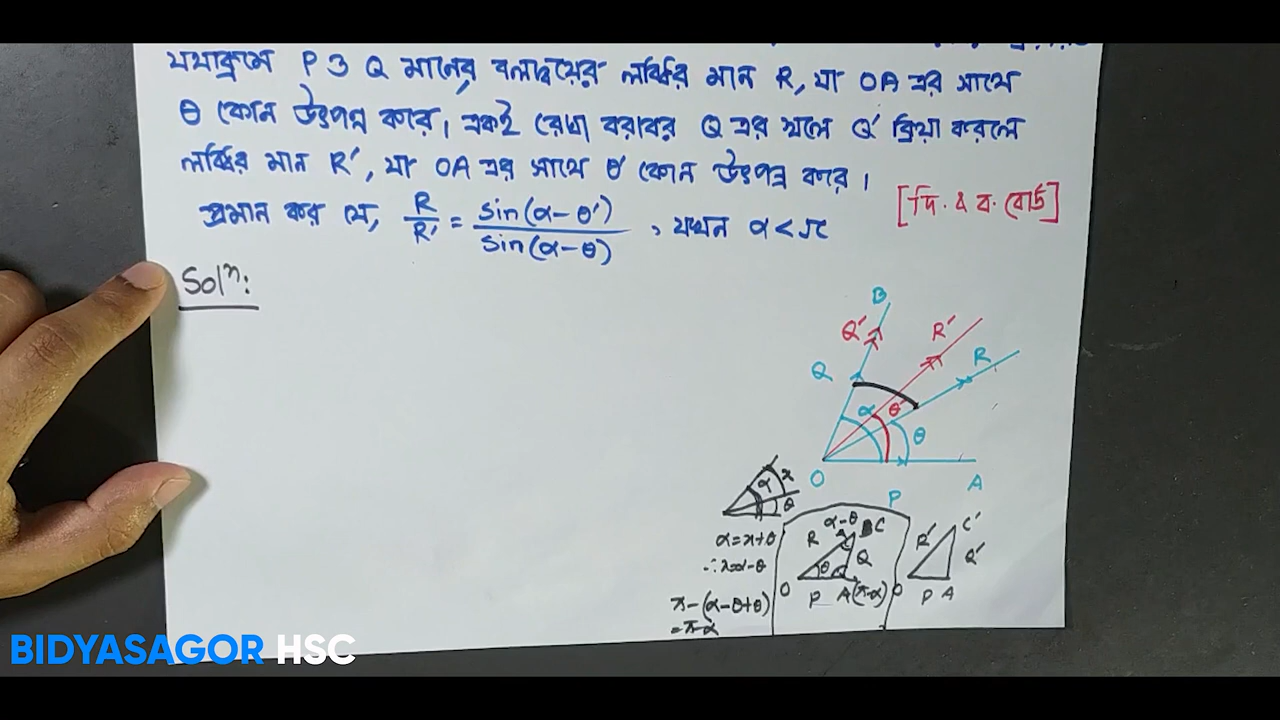 যথাক্রমে P ও Q মানের বলদ্বয়ের লব্ধির মান R, যা OA এর সাথে
θ কোন উৎপন্ন করে। একই রেখা বরাবর Q এর স্থলে Q′ ক্রিয়া করলে
লব্ধির মান R′, যা OA এর সাথে θ′ কোন উৎপন্ন করে।
[দি. & ব. বোর্ড]
প্রমান কর যে, R/R′ = sin(α-θ′)/sin(α-θ), যখন α<π
Solⁿ:
B
Q′ R′
Q R
α θ′ θ
O P A
α x θ
α=x+θ
∴x=α-θ
π-(α-θ+θ)
=π-α
α-θ C
R Q
θ
O P A(π-α)
C′
R′ Q′
O P A
BIDYASAGOR HSC